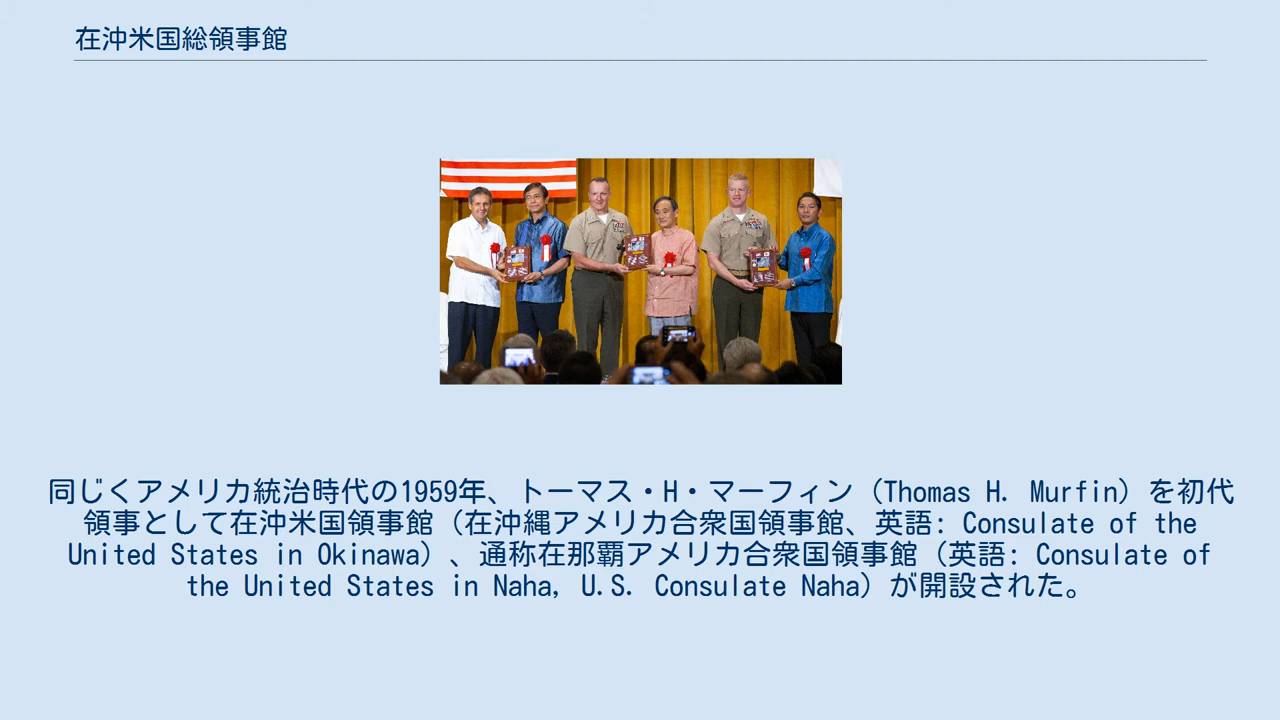 在沖米国総領事館
同じくアメリカ統治時代の1959年、トーマス・H・マーフィン（Thomas H. Murfin）を初代
領事として在沖米国領事館（在沖縄アメリカ合衆国領事館、英語: Consulate of the
United States in Okinawa）、通称在那覇アメリカ合衆国領事館（英語: Consulate of
the United States in Naha, U.S. Consulate Naha）が開設された。